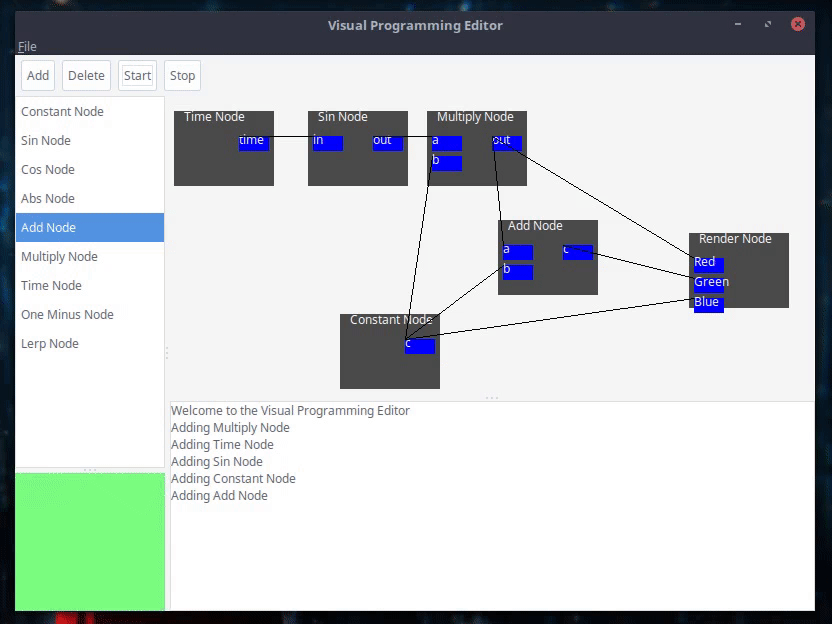 Visual Programming Editor
File
Add Delete Start Stop
Constant Node
Sin Node
Cos Node
Abs Node
Add Node
Multiply Node
Time Node
One Minus Node
Lerp Node
Time Node
time
Sin Node
in out
Multiply Node
a out
b
Add Node
a c
b
Render Node
Red
Green
Blue
Constant Node
c
Welcome to the Visual Programming Editor
Adding Multiply Node
Adding Time Node
Adding Sin Node
Adding Constant Node
Adding Add Node